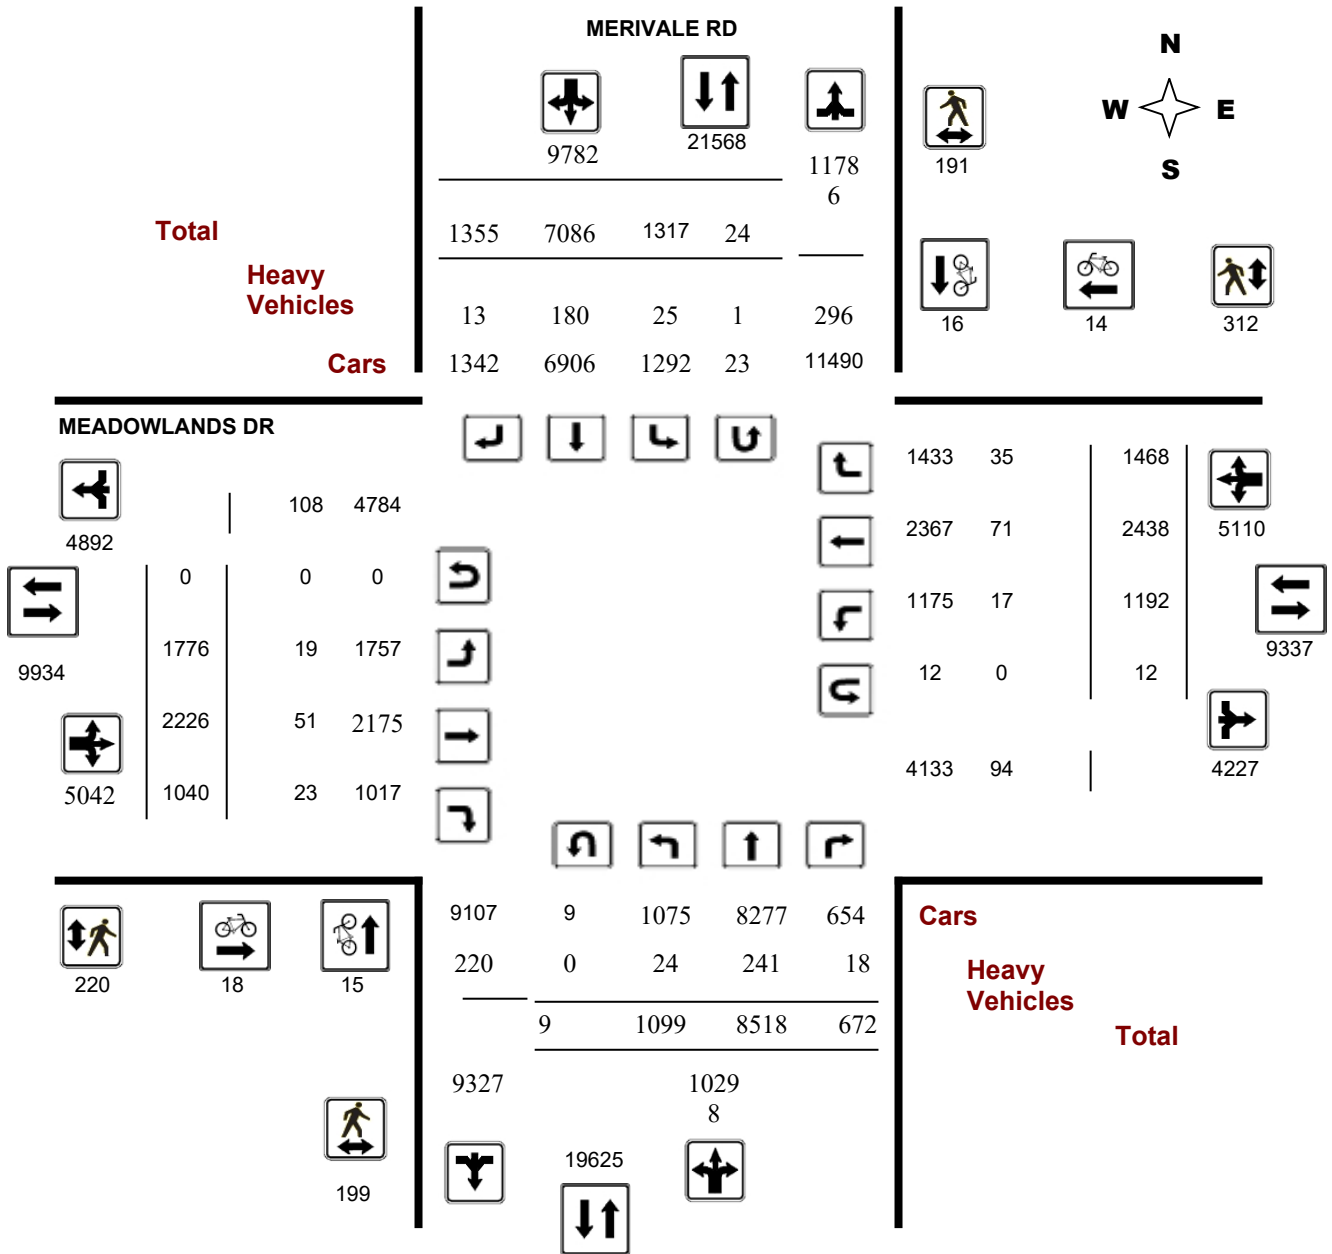 MERIVALE RD
N
W E
S
9782
21568
1178
6
191
Total
1355 7086 1317 24
Heavy
Vehicles
13 180 25 1 296
16 14 312
Cars
1342 6906 1292 23 11490
MEADOWLANDS DR
1433 35 1468
108 4784
4892
2367 71 2438 5110
0 0 0
1175 17 1192
1776 19 1757
9934
9337
12 0 12
2226 51 2175
4133 94 4227
5042 1040 23 1017
9107 9 1075 8277 654
Cars
220 0 24 241 18
220 18 15
Heavy
Vehicles
9 1099 8518 672
Total
9327
1029
8
19625
199